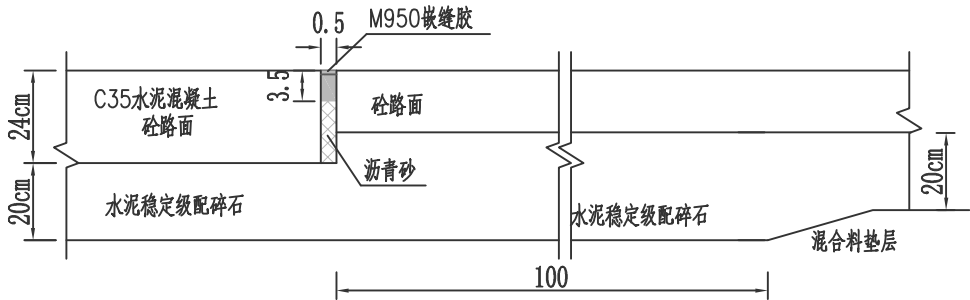 0.5
M950嵌缝胶
3.5
24cm
C35水泥混凝土
砼路面
砼路面
沥青砂
20cm
水泥稳定级配碎石
水泥稳定级配碎石
20cm
混合料垫层
100